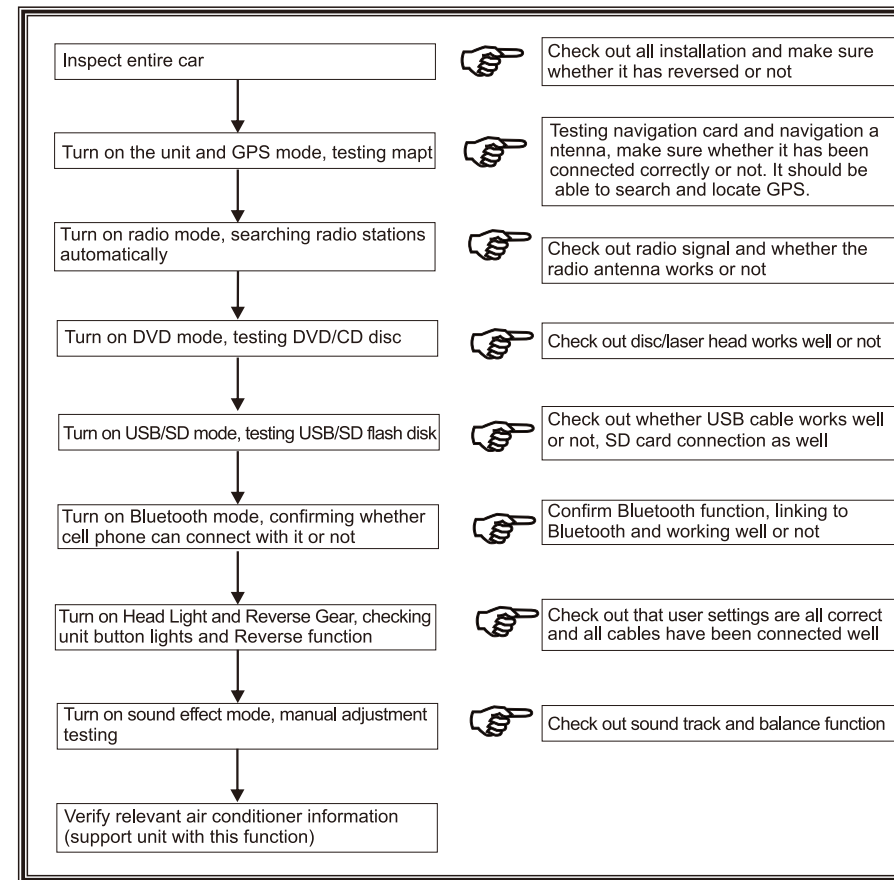 Inspect entire car
Check out all installation and make sure
whether it has reversed or not
Turn on the unit and GPS mode, testing mapt
Testing navigation card and navigation a
ntenna, make sure whether it has been
connected correctly or not. It should be
able to search and locate GPS.
Turn on radio mode, searching radio stations
automatically
Check out radio signal and whether the
radio antenna works or not
Turn on DVD mode, testing DVD/CD disc
Check out disc/laser head works well or not
Turn on USB/SD mode, testing USB/SD flash disk
Check out whether USB cable works well
or not, SD card connection as well
Turn on Bluetooth mode, confirming whether
cell phone can connect with it or not
Confirm Bluetooth function, linking to
Bluetooth and working well or not
Turn on Head Light and Reverse Gear, checking
unit button lights and Reverse function
Check out that user settings are all correct
and all cables have been connected well
Turn on sound effect mode, manual adjustment
testing
Check out sound track and balance function
Verify relevant air conditioner information
(support unit with this function)